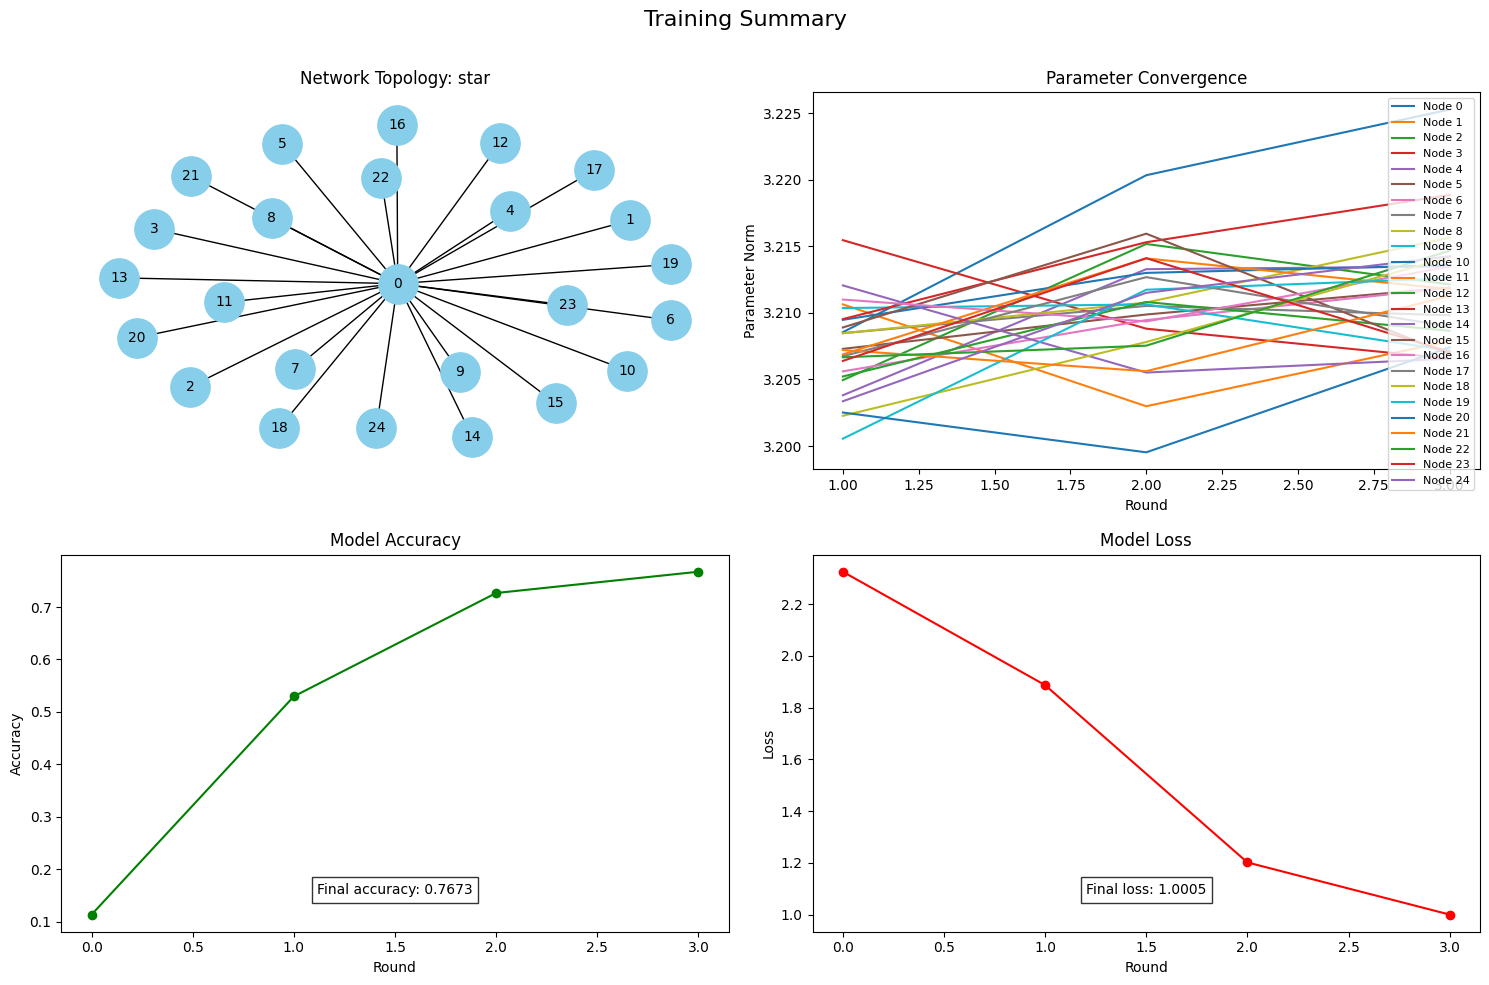 Training Summary
Network Topology: star
16
5
12
17
22
21
4
8
1
3
19
13
0
11
23
6
20
7
9
10
2
15
18
24
14
Parameter Convergence
3.225
3.220
3.215
3.210
3.205
3.200
Parameter Norm
1.00
1.25
1.50
1.75
2.00
2.25
2.50
2.75
3.00
Round
Node 0
Node 1
Node 2
Node 3
Node 4
Node 5
Node 6
Node 7
Node 8
Node 9
Node 10
Node 11
Node 12
Node 13
Node 14
Node 15
Node 16
Node 17
Node 18
Node 19
Node 20
Node 21
Node 22
Node 23
Node 24
Model Accuracy
0.7
0.6
0.5
0.4
0.3
0.2
0.1
Accuracy
Final accuracy: 0.7673
0.0
0.5
1.0
1.5
2.0
2.5
3.0
Round
Model Loss
2.2
2.0
1.8
1.6
1.4
1.2
1.0
Loss
Final loss: 1.0005
0.0
0.5
1.0
1.5
2.0
2.5
3.0
Round